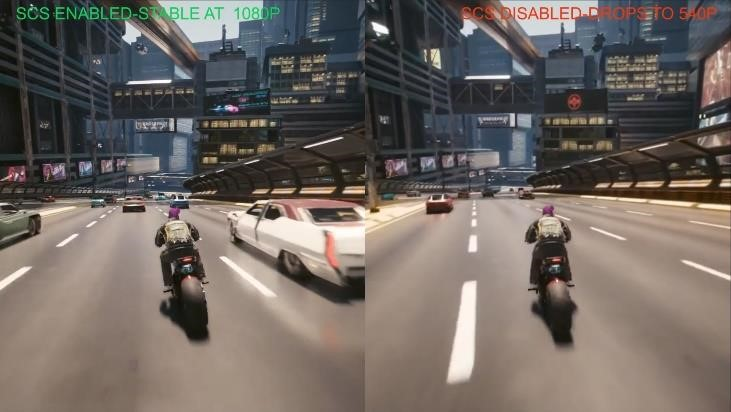 SCS ENABLED-STABLE AT 1080P
SCS DISABLED-DROPS TO 540P